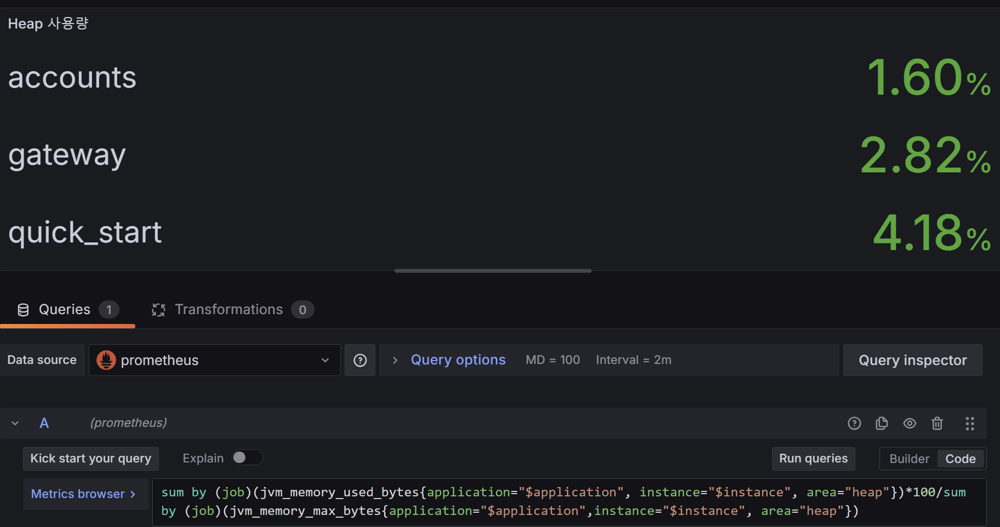 Heap 사용량
accounts 1.60%
gateway 2.82%
quick_start 4.18%
Queries 1 Transformations 0
Data source prometheus Query options MD = 100 Interval = 2m Query inspector
A (prometheus)
Kick start your query Explain Run queries Builder Code
Metrics browser > sum by (job)(jvm_memory_used_bytes{application="$application", instance="$instance", area="heap"})*100/sum
by (job)(jvm_memory_max_bytes{application="$application",instance="$instance", area="heap"})